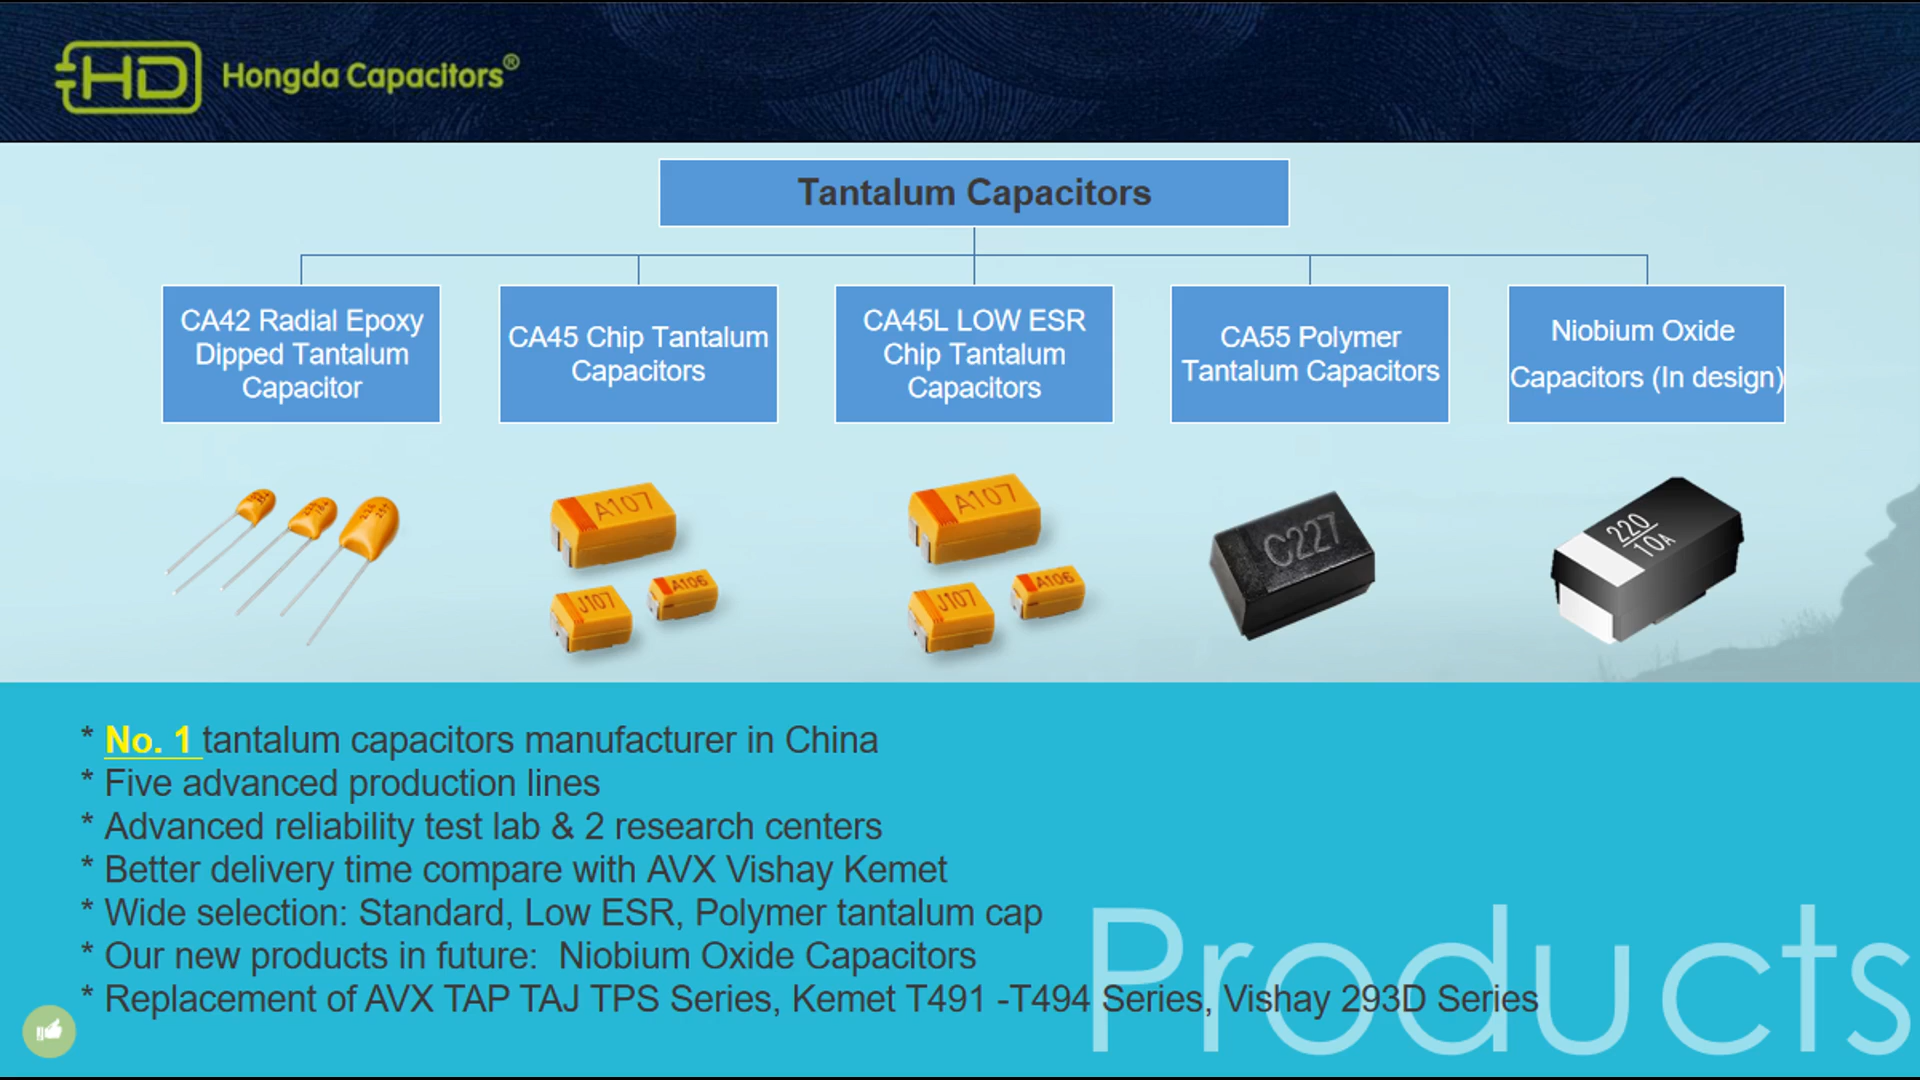 HD Hongda Capacitors®
Tantalum Capacitors
CA42 Radial Epoxy
Dipped Tantalum
Capacitor
CA45 Chip Tantalum
Capacitors
CA45L LOW ESR
Chip Tantalum
Capacitors
CA55 Polymer
Tantalum Capacitors
Niobium Oxide
Capacitors (In design)
A107
J107
A106
A107
J107
A106
C227
220
10A
* No. 1 tantalum capacitors manufacturer in China
* Five advanced production lines
* Advanced reliability test lab & 2 research centers
* Better delivery time compare with AVX Vishay Kemet
* Wide selection: Standard, Low ESR, Polymer tantalum cap
* Our new products in future:  Niobium Oxide Capacitors
* Replacement of AVX TAP TAJ TPS Series, Kemet T491 -T494 Series, Vishay 293D Series
Products